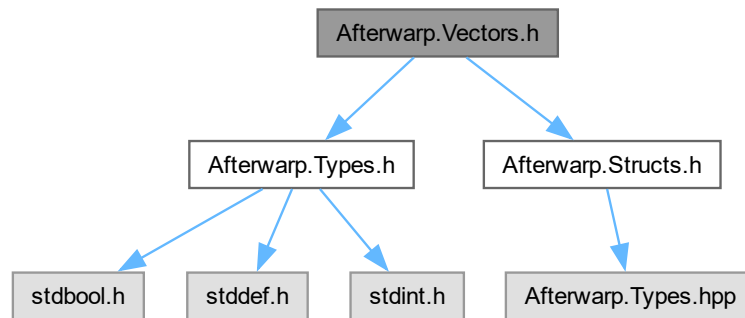 Afterwarp.Vectors.h
Afterwarp.Types.h
Afterwarp.Structs.h
stdbool.h
stddef.h
stdint.h
Afterwarp.Types.hpp